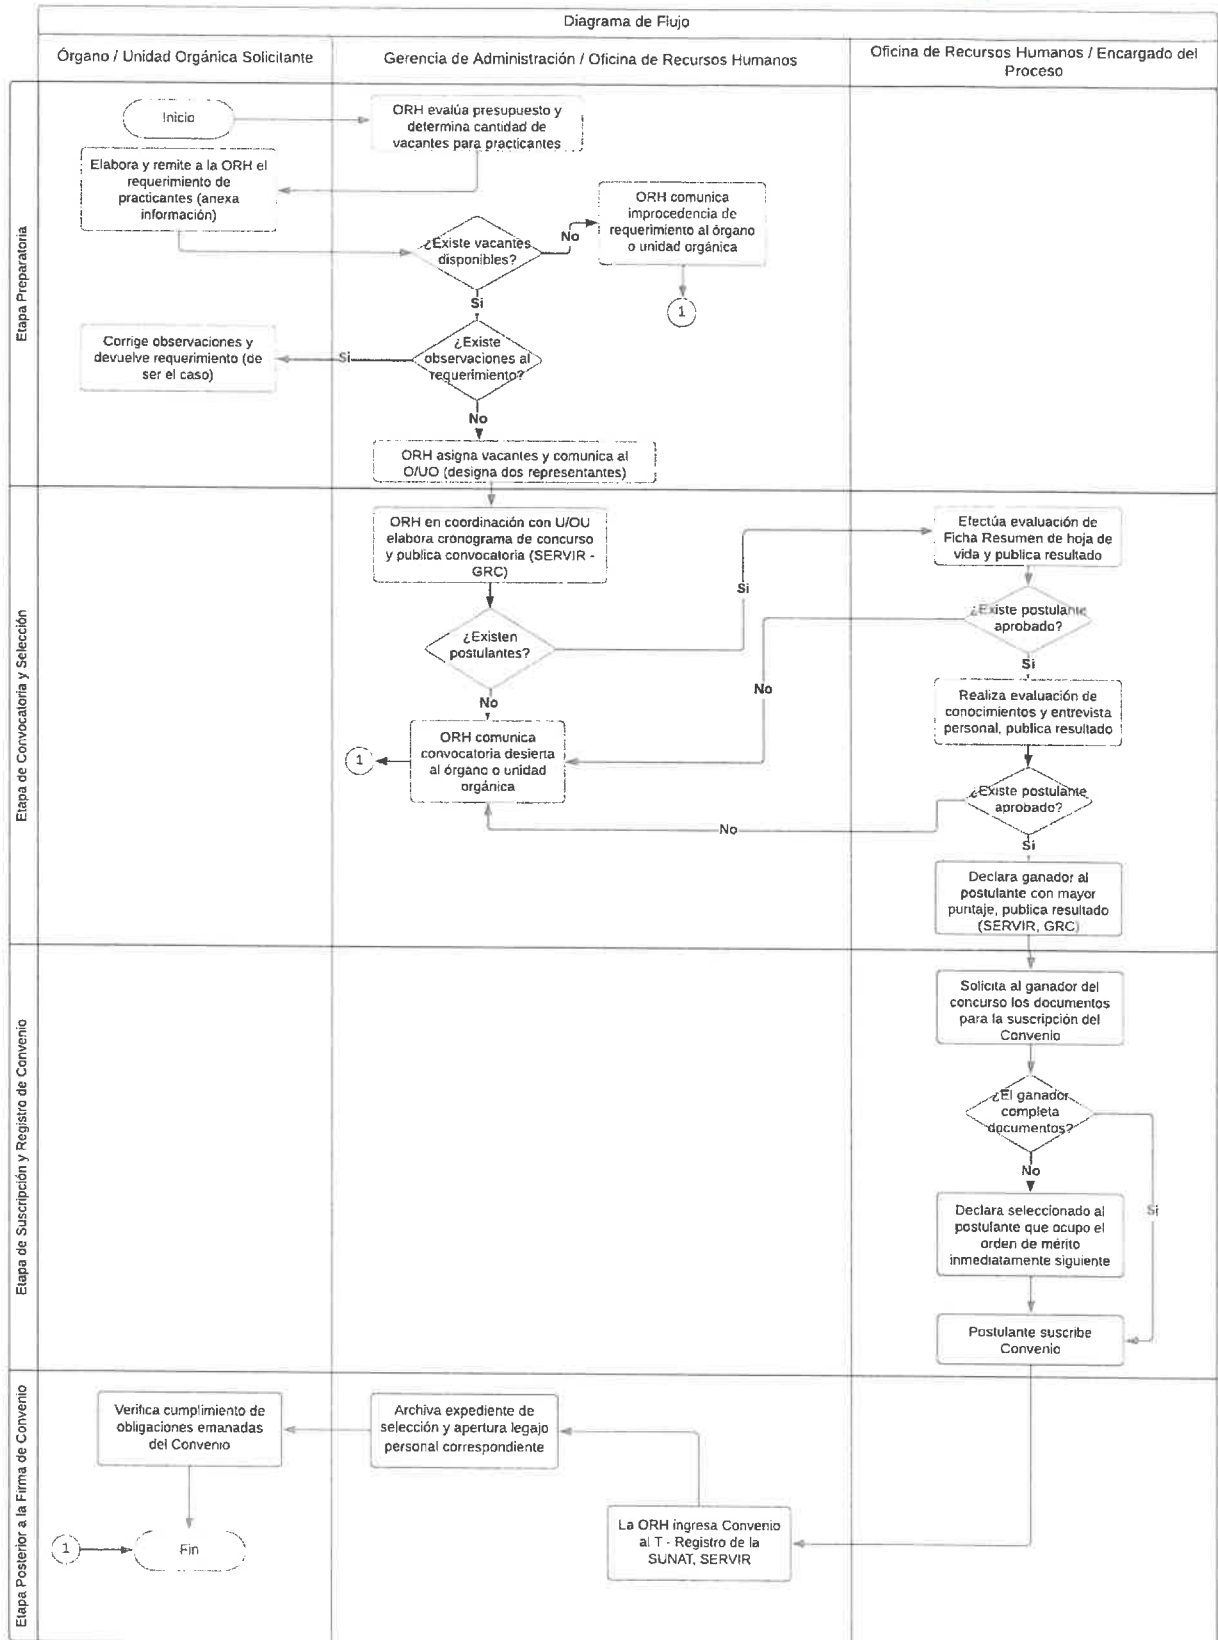 Diagrama de Flujo
Órgano / Unidad Orgánica Solicitante
Gerencia de Administración / Oficina de Recursos Humanos
Oficina de Recursos Humanos / Encargado del
Proceso
Etapa Preparatoria
Inicio
ORH evalúa presupuesto y
determina cantidad de
vacantes para practicantes
Elabora y remite a la ORH el
requerimiento de
practicantes (anexa
información)
¿Existe vacantes
disponibles?
No
ORH comunica
improcedencia de
requerimiento al órgano
o unidad orgánica
1
Si
¿Existe
observaciones al
requerimiento?
Si
Corrige observaciones y
devuelve requerimiento (de
ser el caso)
No
ORH asigna vacantes y comunica al
O/UO (designa dos representantes)
Etapa de Convocatoria y Selección
ORH en coordinación con U/OU
elabora cronograma de concurso
y publica convocatoria (SERVIR -
GRC)
¿Existen
postulantes?
Si
Efectúa evaluación de
Ficha Resumen de hoja de
vida y publica resultado
¿Existe postulante
aprobado?
Si
No
No
Realiza evaluación de
conocimientos y entrevista
personal, publica resultado
ORH comunica
convocatoria desierta
al órgano o unidad
orgánica
1
¿Existe postulante
aprobado?
No
Si
Declara ganador al
postulante con mayor
puntaje, publica resultado
(SERVIR, GRC)
Etapa de Suscripción y Registro de Convenio
Solicita al ganador del
concurso los documentos
para la suscripción del
Convenio
¿El ganador
completa
documentos?
No
Si
Declara seleccionado al
postulante que ocupo el
orden de mérito
inmediatamente siguiente
Postulante suscribe
Convenio
Etapa Posterior a la Firma de Convenio
Verifica cumplimiento de
obligaciones emanadas
del Convenio
Archiva expediente de
selección y apertura legajo
personal correspondiente
La ORH ingresa Convenio
al T - Registro de la
SUNAT, SERVIR
1
Fin